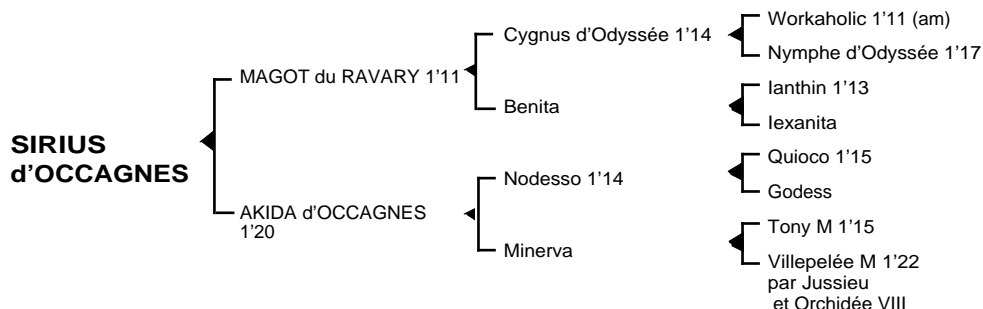 SIRIUS
d’OCCAGNES
MAGOT du RAVARY 1’11
AKIDA d’OCCAGNES
1’20
Cygnus d’Odyssée 1’14
Benita
Nodesso 1’14
Minerva
Workaholic 1’11 (am)
Nymphe d’Odyssée 1’17
Ianthin 1’13
Iexanita
Quioco 1’15
Godess
Tony M 1’15
Villepelée M 1’22
par Jussieu
et Orchidée VIII